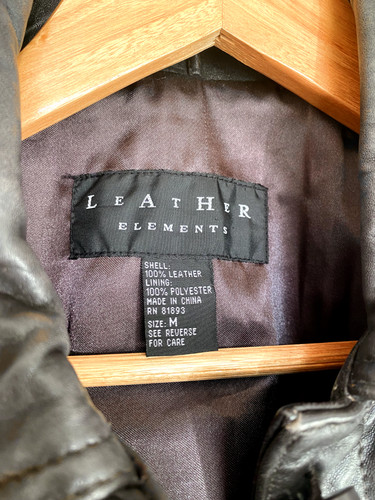 LEATHER
ELEMENTS
SHELL:
100% LEATHER
LINING:
100% POLYESTER
MADE IN CHINA
RN 81893
SIZE: M
SEE REVERSE
FOR CARE